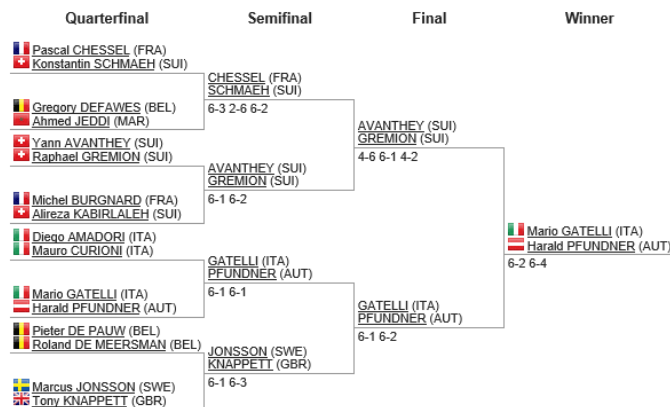 Quarterfinal Semifinal Final Winner
Pascal CHESSEL (FRA)
Konstantin SCHMAEH (SUI)
CHESSEL (FRA)
SCHMAEH (SUI)
6-3 2-6 6-2
Gregory DEFAWES (BEL)
Ahmed JEDDI (MAR)
AVANTHEY (SUI)
GREMION (SUI)
4-6 6-1 4-2
Yann AVANTHEY (SUI)
Raphael GREMION (SUI)
AVANTHEY (SUI)
GREMION (SUI)
6-1 6-2
Michel BURGNARD (FRA)
Alireza KABIRLALEH (SUI)
Mario GATELLI (ITA)
Harald PFUNDNER (AUT)
6-2 6-4
Diego AMADORI (ITA)
Mauro CURIONI (ITA)
GATELLI (ITA)
PFUNDNER (AUT)
6-1 6-1
Mario GATELLI (ITA)
Harald PFUNDNER (AUT)
GATELLI (ITA)
PFUNDNER (AUT)
6-1 6-2
Pieter DE PAUW (BEL)
Roland DE MEERSMAN (BEL)
JONSSON (SWE)
KNAPPETT (GBR)
6-1 6-3
Marcus JONSSON (SWE)
Tony KNAPPETT (GBR)